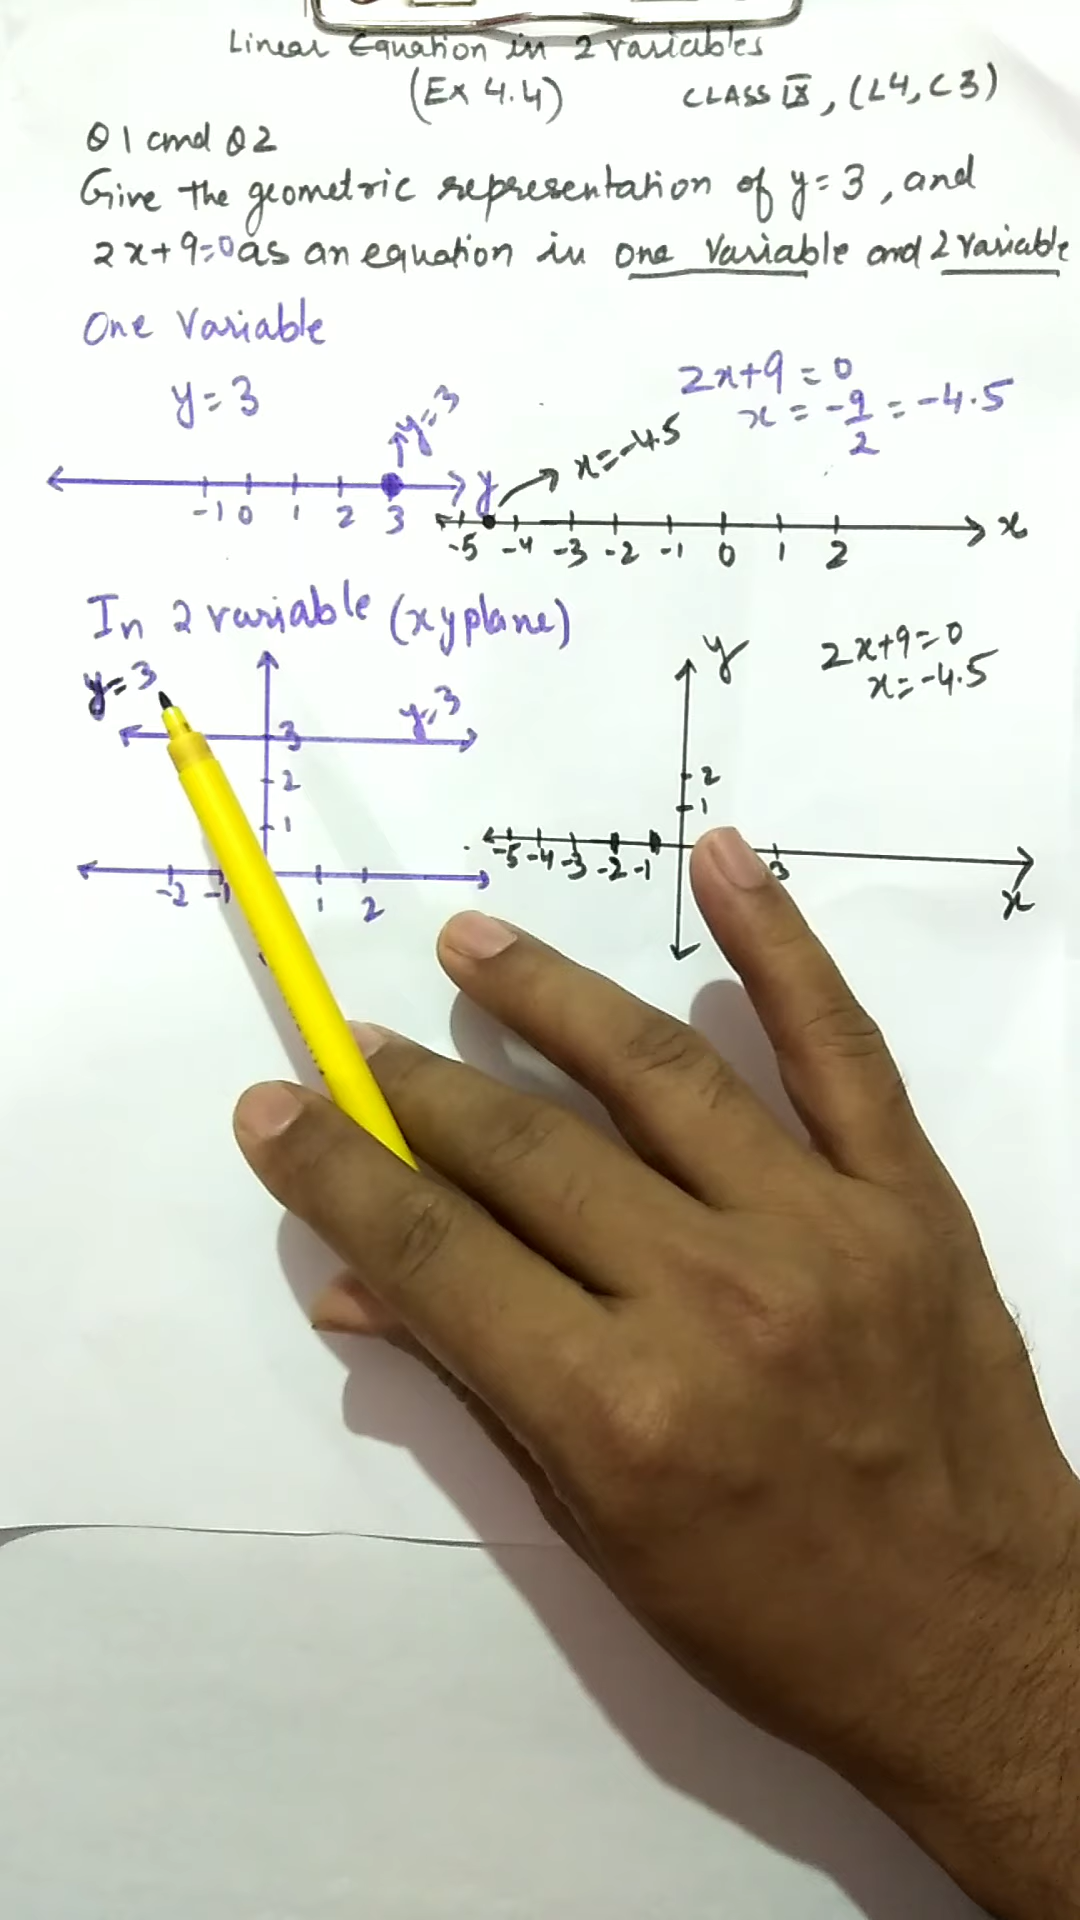 Linear Equation in 2 variables
(Ex 4.4) CLASS IX, (L4, C3)
Q1 and Q2
Give the geometric representation of y=3, and
2x+9=0 as an equation in one variable and 2 variable
One Variable
y=3
y=3
-1 0 1 2 3 y
2x+9=0
x = -9/2 = -4.5
x=-4.5
-5 -4 -3 -2 -1 0 1 2 x
In 2 variable (xy plane)
y=3
y=3
3
2
1
-2 -1 1 2
2x+9=0
x=-4.5
y
2
1
-5 -4 -3 -2 -1 3
x